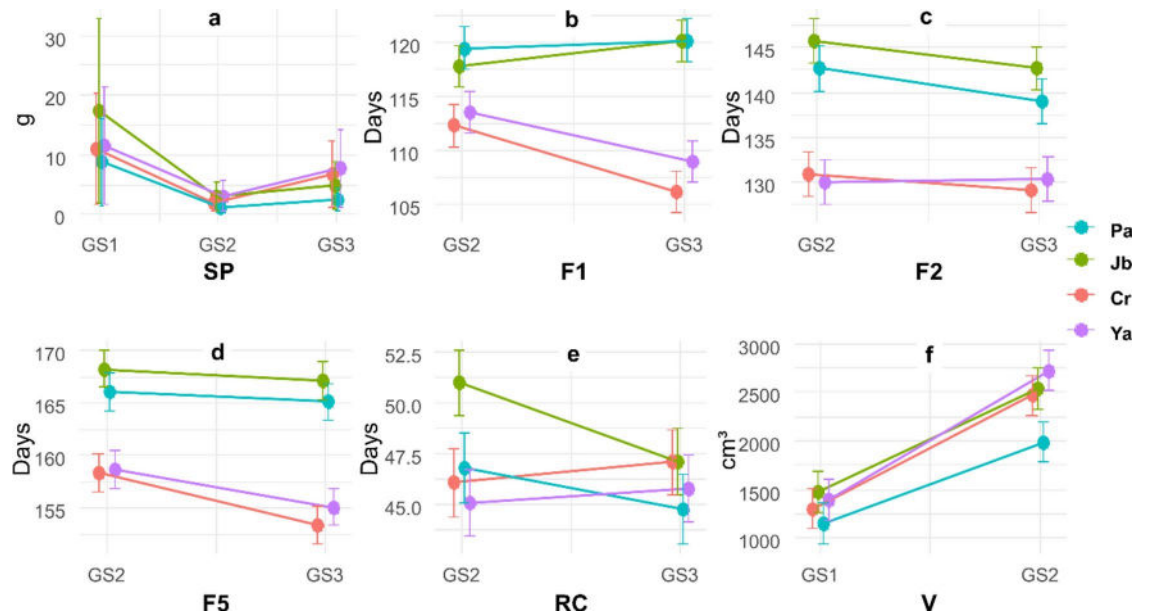 a
30
20
10
0
g
GS1 GS2 GS3
SP
b
120
115
110
105
Days
GS2 GS3
F1
c
145
140
135
130
Days
GS2 GS3
F2
Pa
Jb
Cr
Ya
d
170
165
160
155
Days
GS2 GS3
F5
e
52.5
50.0
47.5
45.0
Days
GS2 GS3
RC
f
3000
2500
2000
1500
1000
cm³
GS1 GS2
V